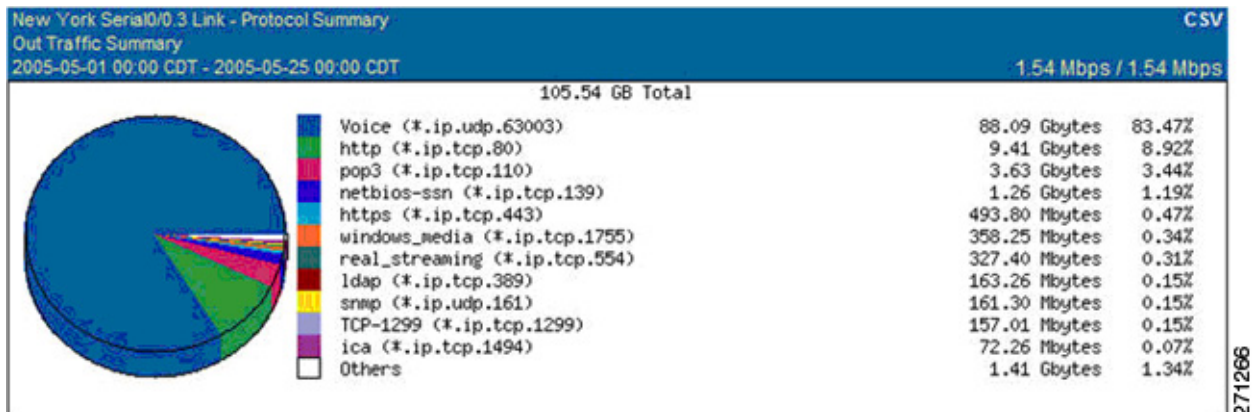 New York Serial0/0.3 Link - Protocol Summary CSV
Out Traffic Summary
2005-05-01 00:00 CDT - 2005-05-25 00:00 CDT 1.54 Mbps / 1.54 Mbps
105.54 GB Total
Voice (*.ip.udp.63003) 88.09 Gbytes 83.47%
http (*.ip.tcp.80) 9.41 Gbytes 8.92%
pop3 (*.ip.tcp.110) 3.63 Gbytes 3.44%
netbios-ssn (*.ip.tcp.139) 1.26 Gbytes 1.19%
https (*.ip.tcp.443) 493.80 Mbytes 0.47%
windows_media (*.ip.tcp.1755) 358.25 Mbytes 0.34%
real_streaming (*.ip.tcp.554) 327.40 Mbytes 0.31%
ldap (*.ip.tcp.389) 163.26 Mbytes 0.15%
snmp (*.ip.udp.161) 161.30 Mbytes 0.15%
TCP-1299 (*.ip.tcp.1299) 157.01 Mbytes 0.15%
ica (*.ip.tcp.1494) 72.26 Mbytes 0.07%
Others 1.41 Gbytes 1.34%
271266